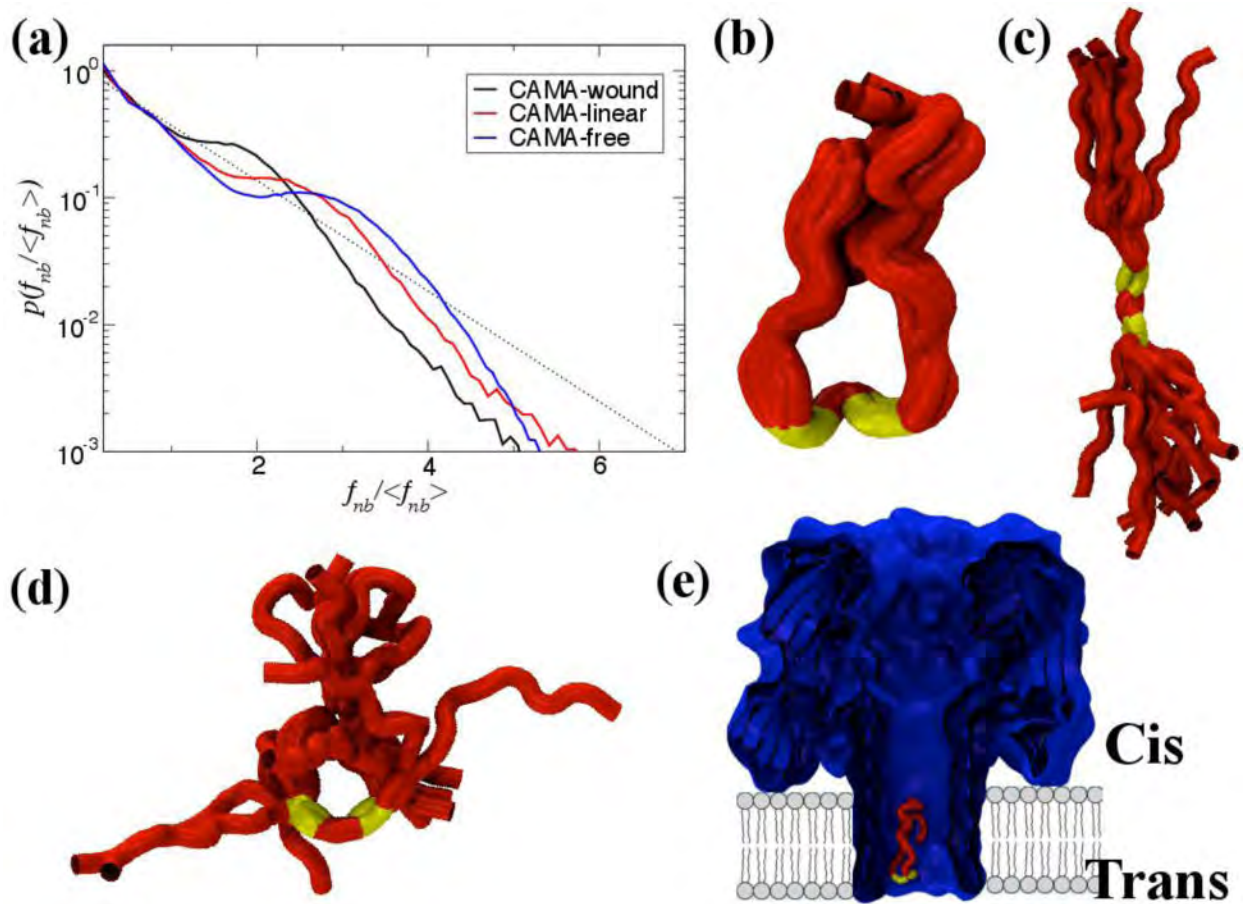 (a)
10^0
10^-1
10^-2
10^-3
p(f_nb/<f_nb>)
CAMA-wound
CAMA-linear
CAMA-free
2
4
6
f_nb/<f_nb>
(b)
(c)
(d)
(e)
Cis
Trans